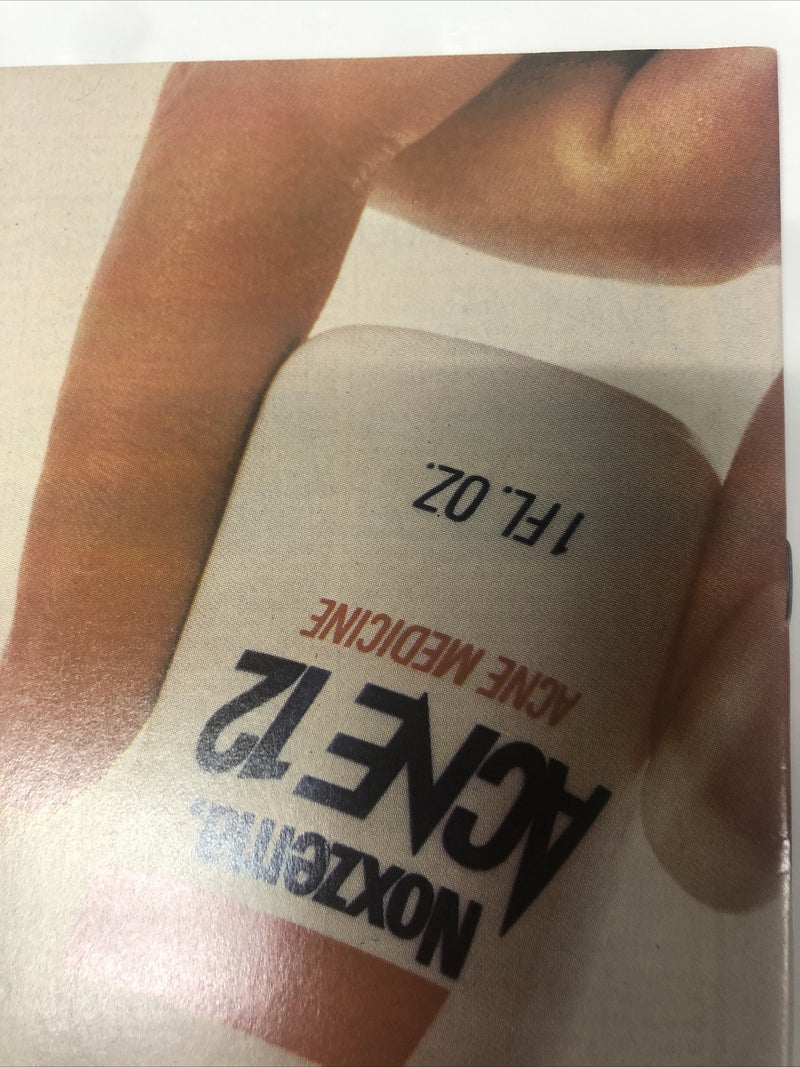 Noxzema.
ACNE 12
ACNE MEDICINE
1 FL. OZ.